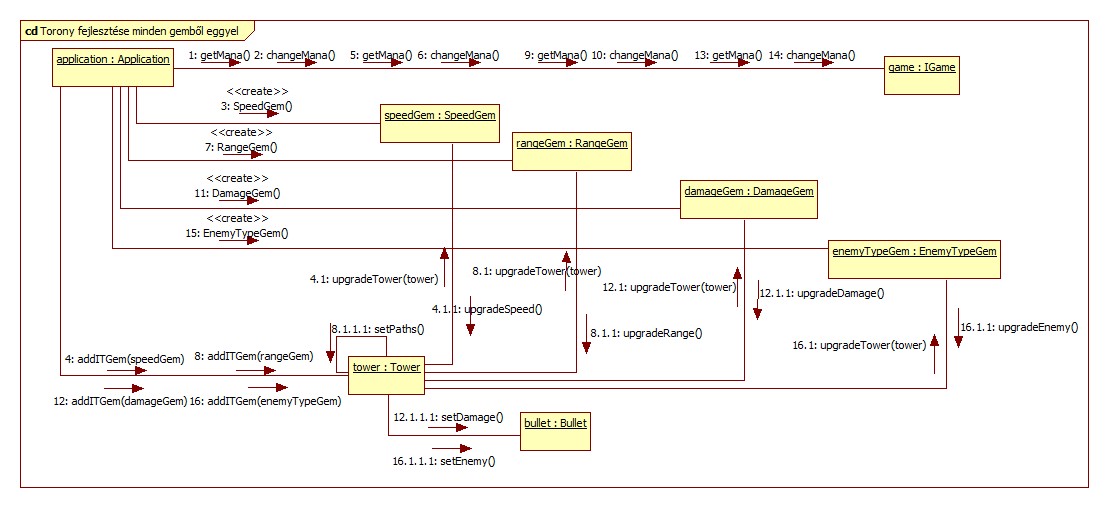 cd Torony fejlesztése minden gemből eggyel
application : Application
1: getMana()
2: changeMana()
5: getMana()
6: changeMana()
9: getMana()
10: changeMana()
13: getMana()
14: changeMana()
game : IGame
<<create>>
3: SpeedGem()
speedGem : SpeedGem
<<create>>
7: RangeGem()
rangeGem : RangeGem
<<create>>
11: DamageGem()
damageGem : DamageGem
<<create>>
15: EnemyTypeGem()
enemyTypeGem : EnemyTypeGem
4.1: upgradeTower(tower)
8.1: upgradeTower(tower)
12.1: upgradeTower(tower)
12.1.1: upgradeDamage()
4.1.1: upgradeSpeed()
8.1.1.1: setPaths()
8.1.1: upgradeRange()
16.1.1: upgradeEnemy()
16.1: upgradeTower(tower)
4: addITGem(speedGem)
8: addITGem(rangeGem)
tower : Tower
12: addITGem(damageGem)
16: addITGem(enemyTypeGem)
12.1.1.1: setDamage()
bullet : Bullet
16.1.1.1: setEnemy()